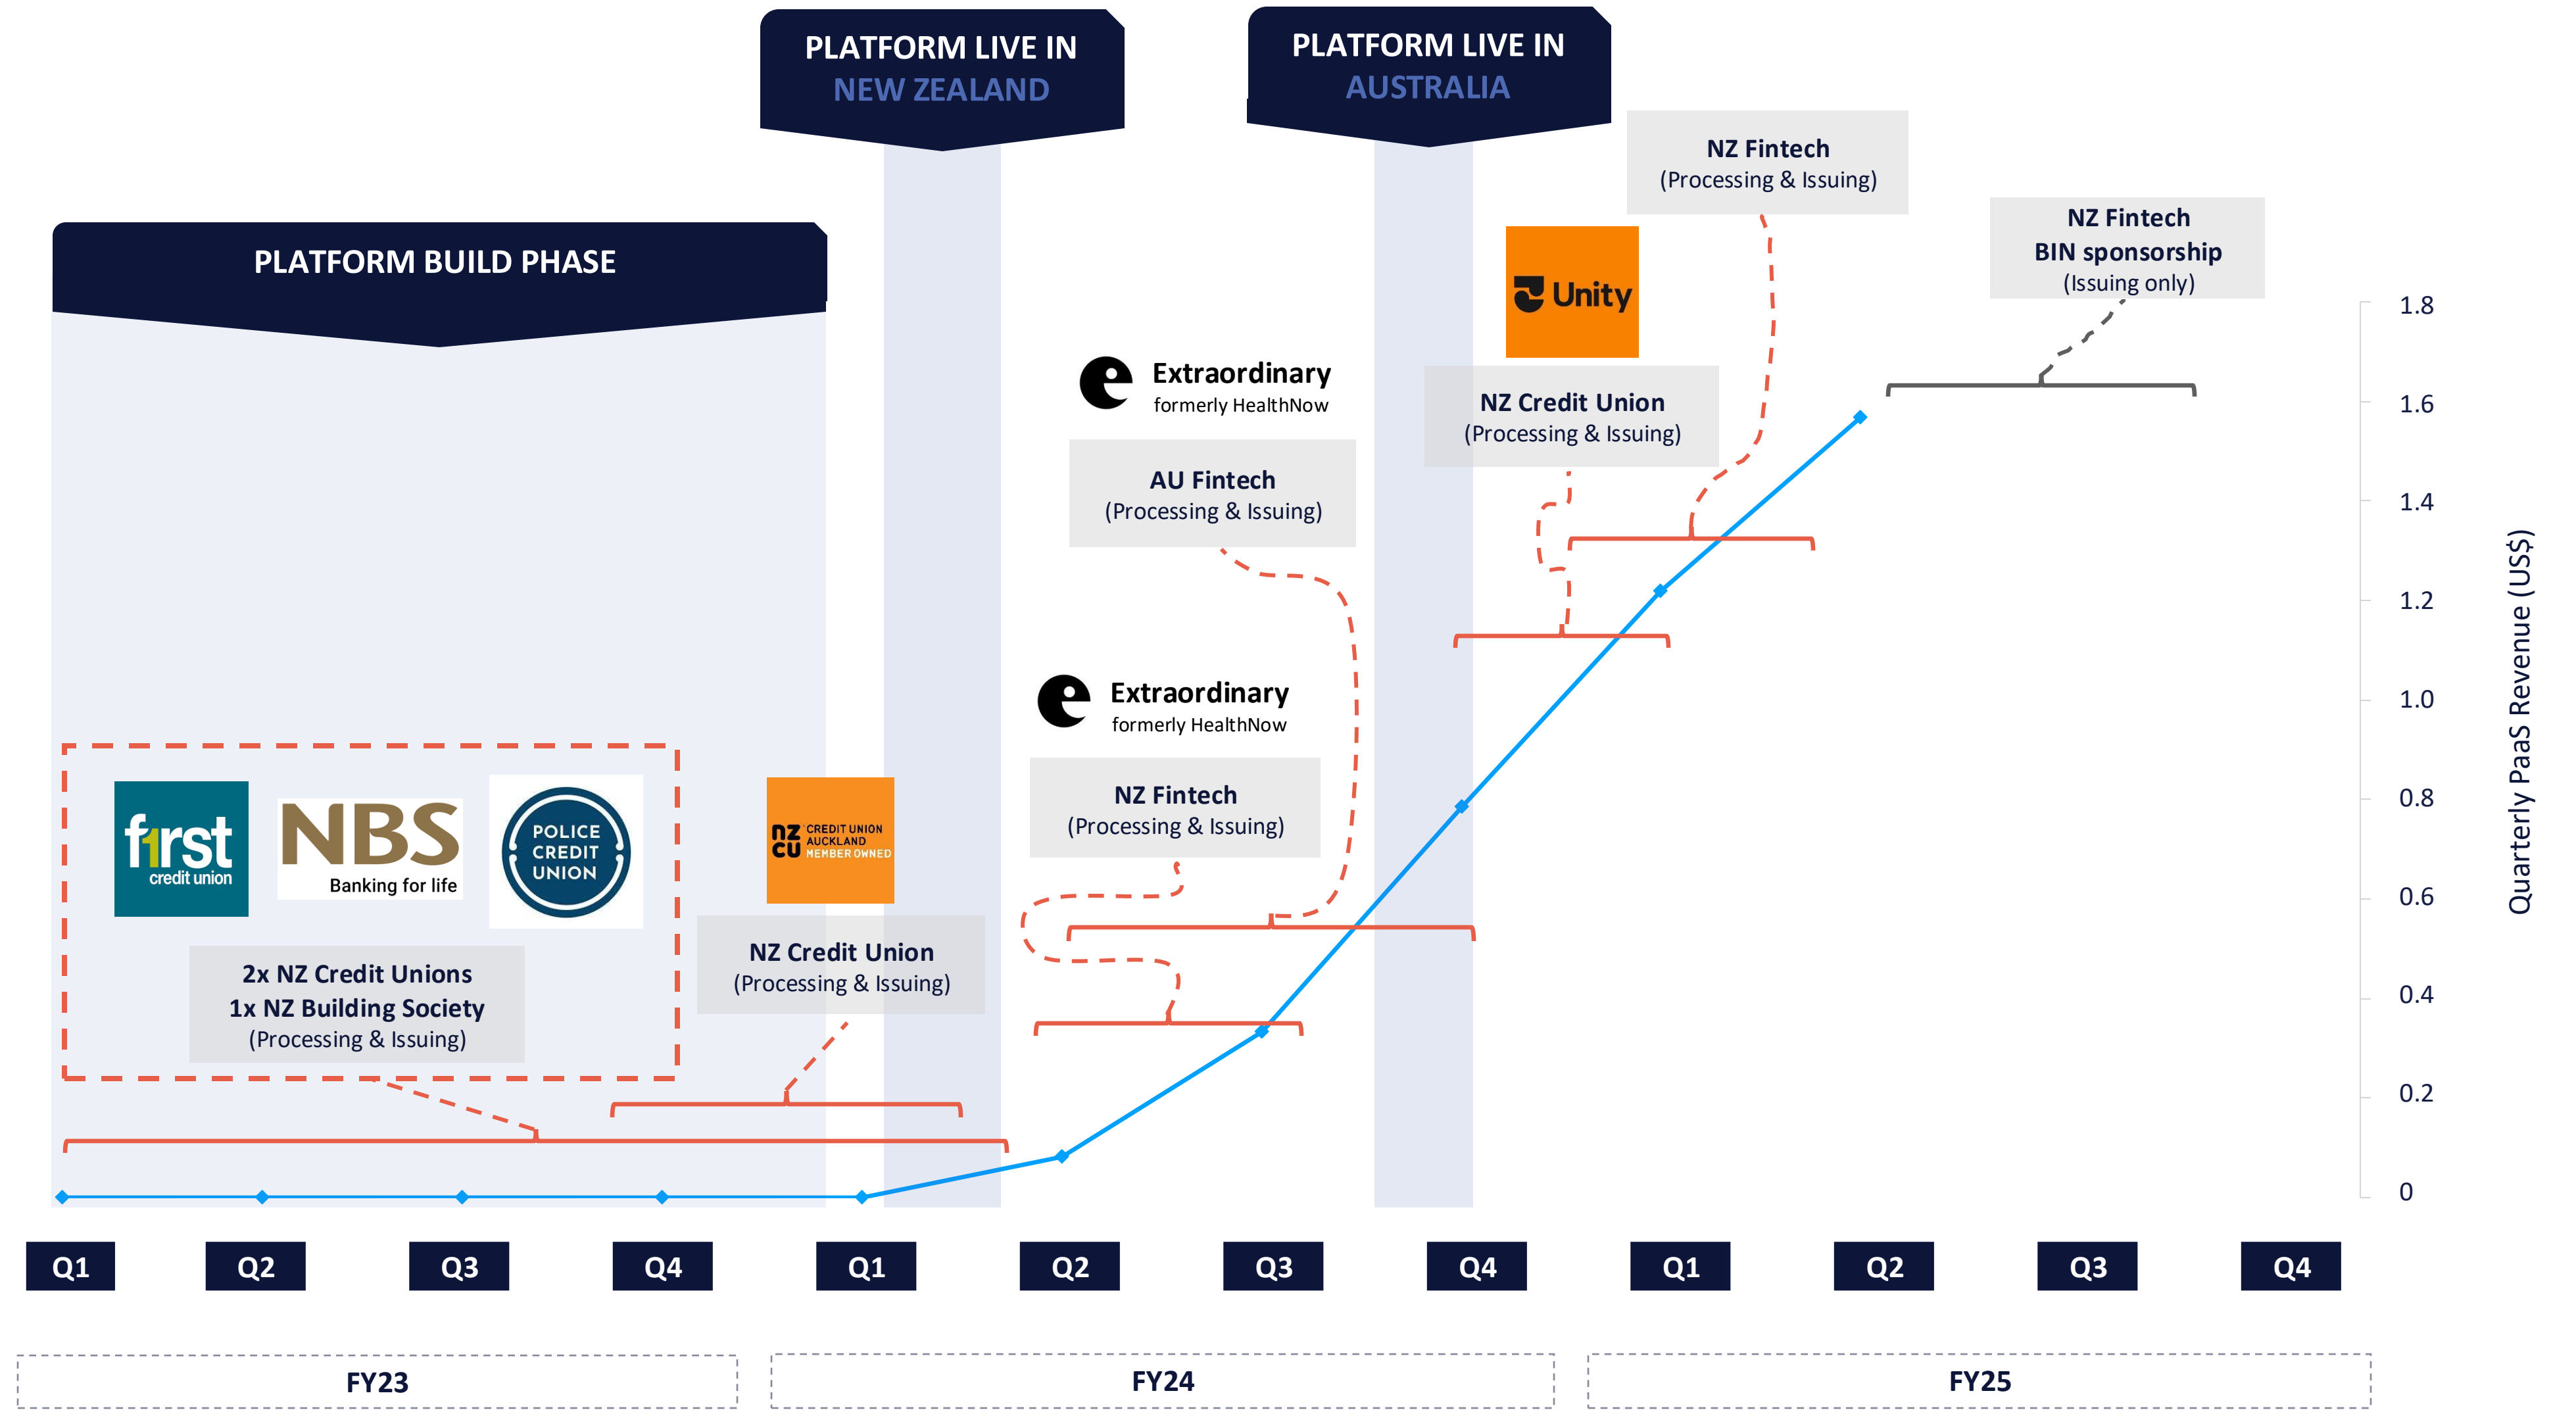 PLATFORM LIVE IN
NEW ZEALAND
PLATFORM LIVE IN
AUSTRALIA
NZ Fintech
(Processing & Issuing)
NZ Fintech
BIN sponsorship
(Issuing only)
PLATFORM BUILD PHASE
Unity
NZ Credit Union
(Processing & Issuing)
Extraordinary
formerly HealthNow
AU Fintech
(Processing & Issuing)
Extraordinary
formerly HealthNow
NZ Fintech
(Processing & Issuing)
f1rst
credit union
NBS
Banking for life
POLICE
CREDIT
UNION
2x NZ Credit Unions
1x NZ Building Society
(Processing & Issuing)
nz
cu
CREDIT UNION
AUCKLAND
MEMBER OWNED
NZ Credit Union
(Processing & Issuing)
1.8
1.6
1.4
1.2
1.0
0.8
0.6
0.4
0.2
0
Quarterly PaaS Revenue (US$)
Q1
Q2
Q3
Q4
Q1
Q2
Q3
Q4
Q1
Q2
Q3
Q4
FY23
FY24
FY25